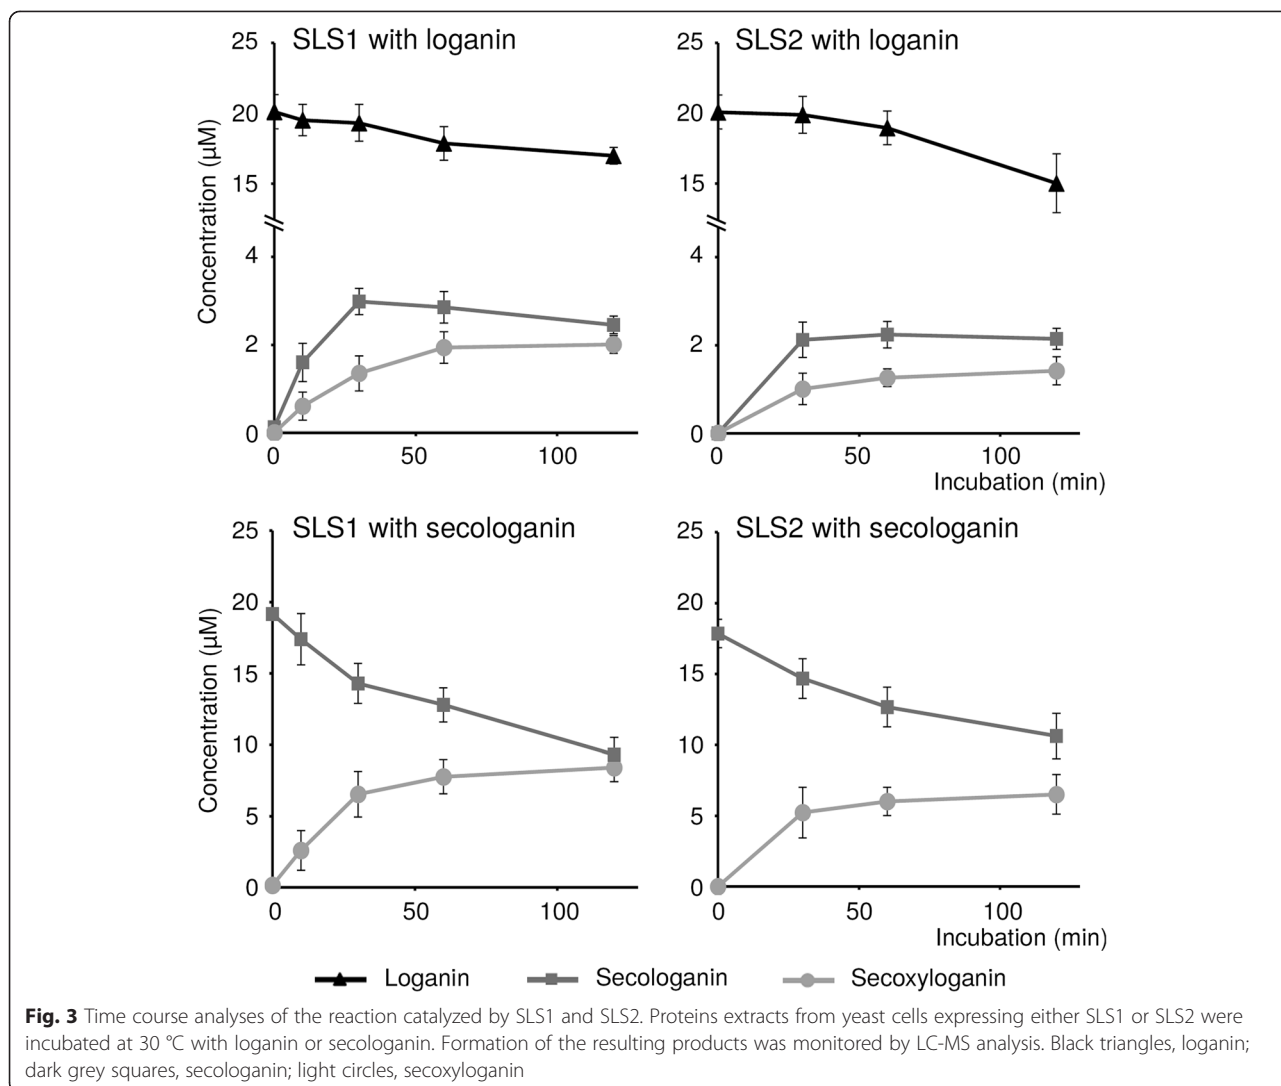 SLS1 with loganin
25
20
15
4
2
0
Concentration (µM)
0 50 100
SLS2 with loganin
25
20
15
4
2
0
0 50 100
Incubation (min)
SLS1 with secologanin
25
20
15
10
5
0
Concentration (µM)
0 50 100
SLS2 with secologanin
25
20
15
10
5
0
0 50 100
Incubation (min)
Loganin Secologanin Secoxyloganin
Fig. 3 Time course analyses of the reaction catalyzed by SLS1 and SLS2. Proteins extracts from yeast cells expressing either SLS1 or SLS2 were
incubated at 30 °C with loganin or secologanin. Formation of the resulting products was monitored by LC-MS analysis. Black triangles, loganin;
dark grey squares, secologanin; light circles, secoxyloganin